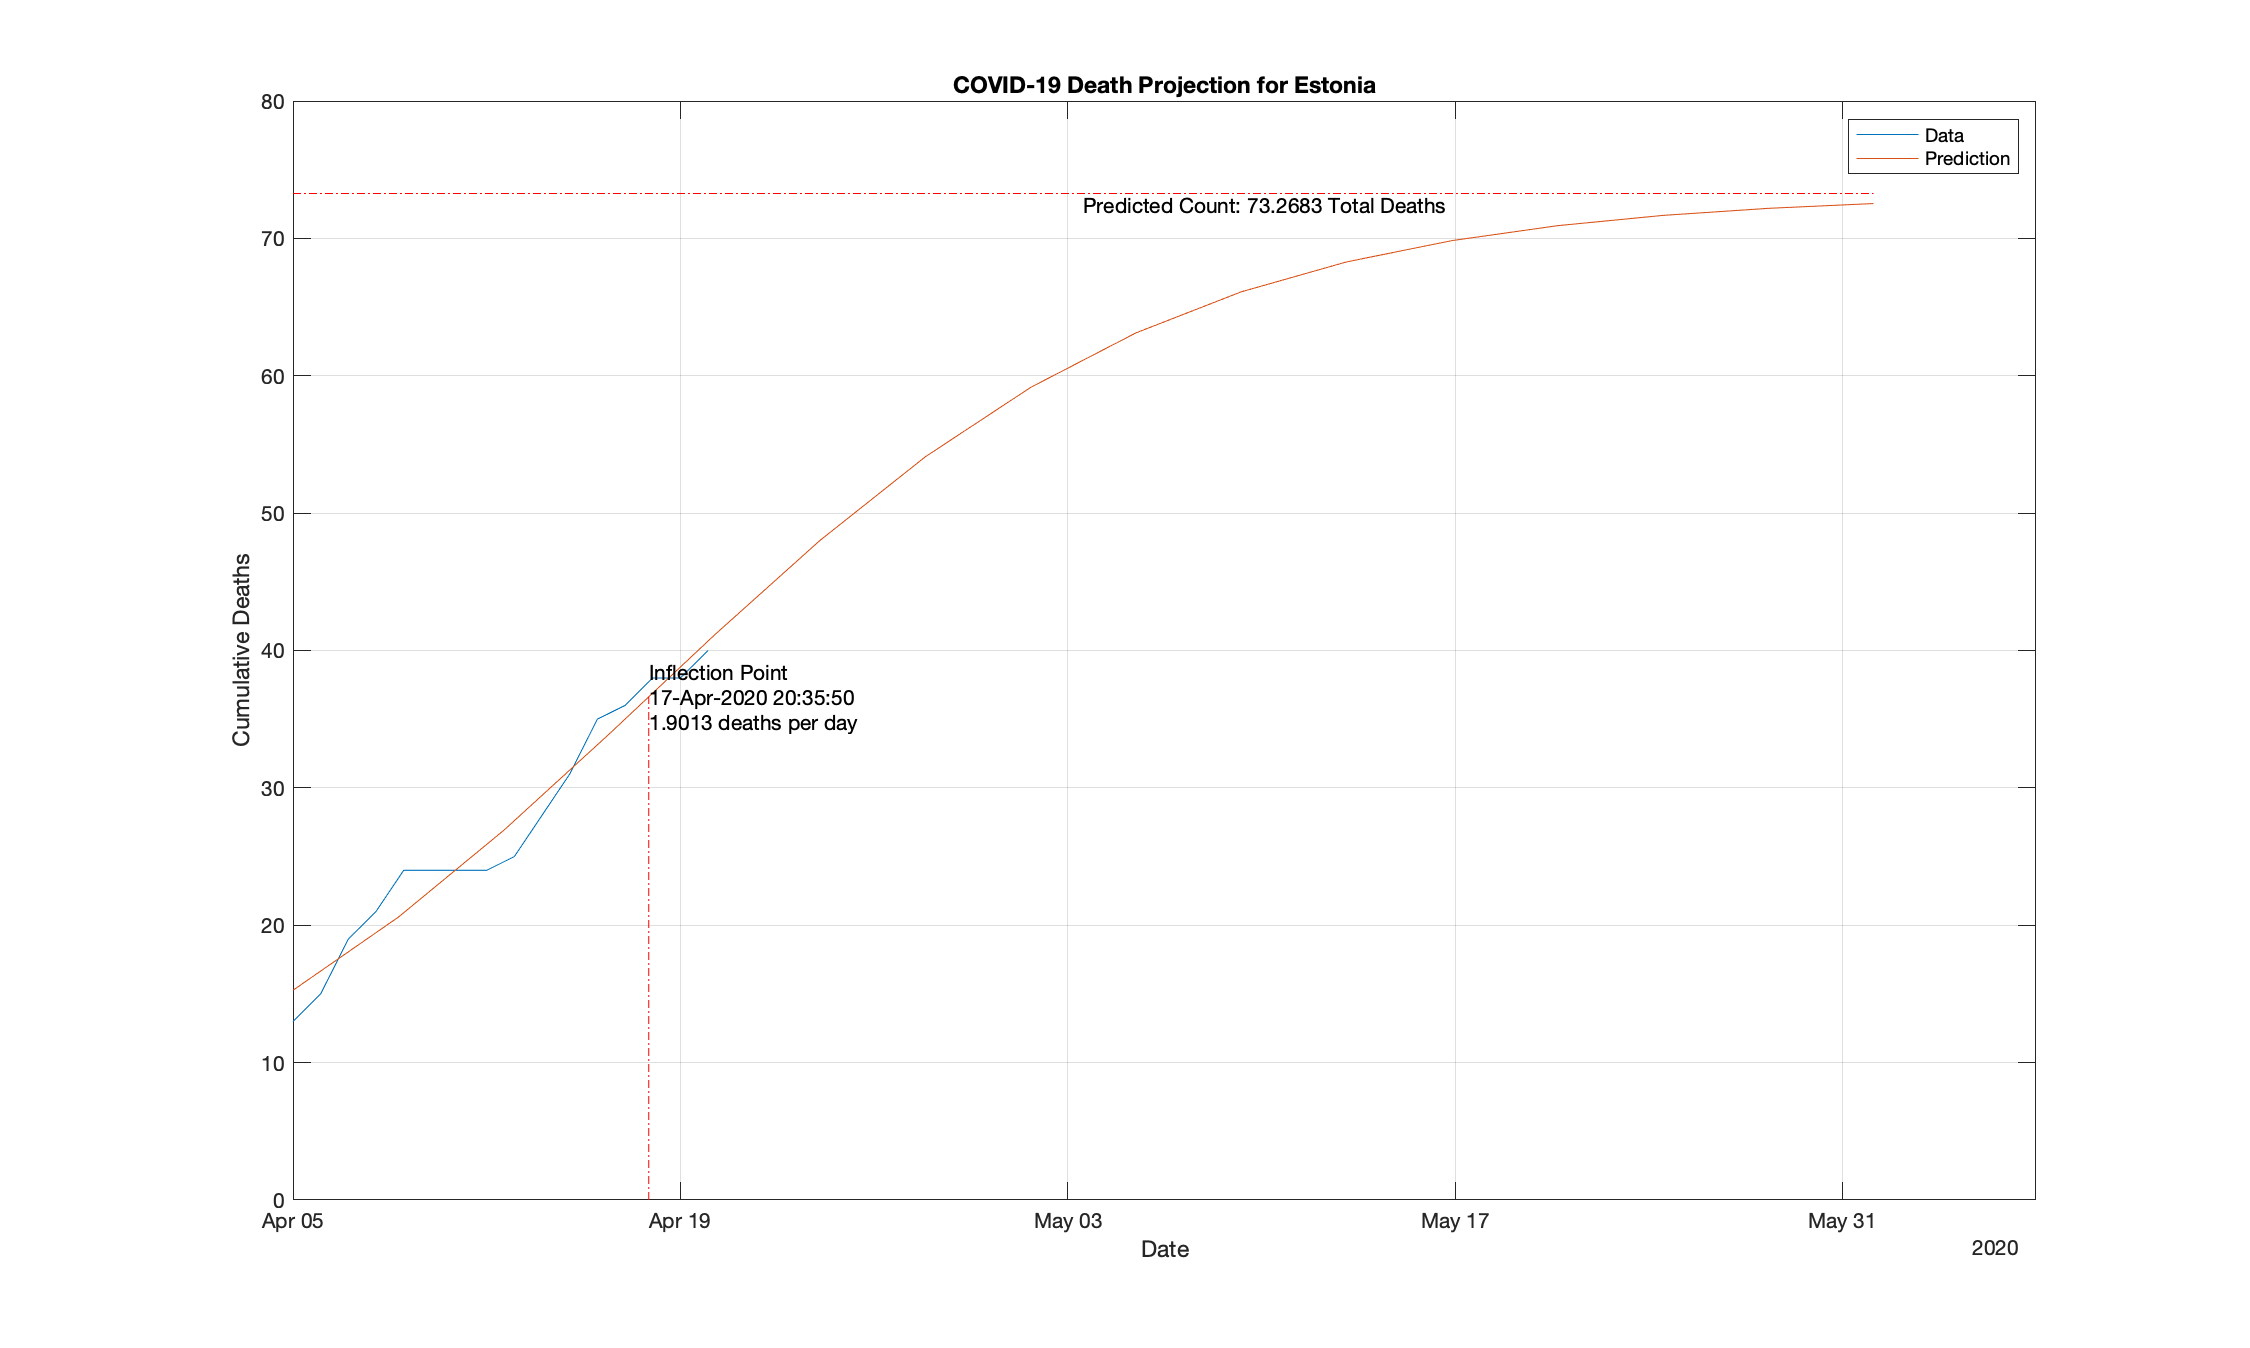 COVID-19 Death Projection for Estonia
80
70
60
50
40
30
20
10
0
Cumulative Deaths
Data
Prediction
Predicted Count: 73.2683 Total Deaths
Inflection Point
17-Apr-2020 20:35:50
1.9013 deaths per day
Apr 05
Apr 19
May 03
May 17
May 31
Date
2020